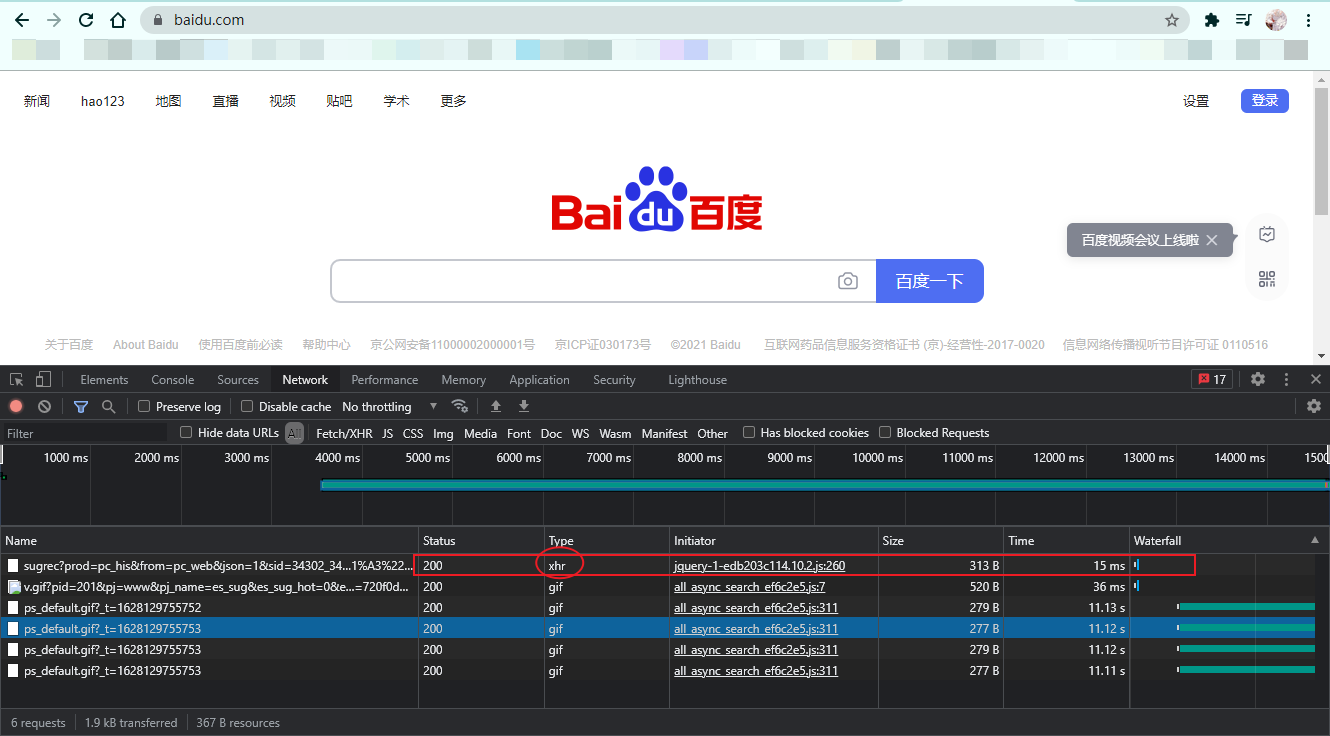 baidu.com
新闻 hao123 地图 直播 视频 贴吧 学术 更多 设置 登录
Bai du 百度
百度视频会议上线啦
百度一下
关于百度 About Baidu 使用百度前必读 帮助中心 京公网安备11000002000001号 京ICP证030173号 ©2021 Baidu 互联网药品信息服务资格证书 (京)-经营性-2017-0020 信息网络传播视听节目许可证 0110516
Elements Console Sources Network Performance Memory Application Security Lighthouse 17
Preserve log Disable cache No throttling
Filter Hide data URLs All Fetch/XHR JS CSS Img Media Font Doc WS Wasm Manifest Other Has blocked cookies Blocked Requests
1000 ms 2000 ms 3000 ms 4000 ms 5000 ms 6000 ms 7000 ms 8000 ms 9000 ms 10000 ms 11000 ms 12000 ms 13000 ms 14000 ms 1500
Name Status Type Initiator Size Time Waterfall
sugrec?prod=pc_his&from=pc_web&json=1&sid=34302_34...1%A3%22... 200 xhr jquery-1-edb203c114.10.2.js:260 313 B 15 ms
v.gif?pid=201&pj=www&pj_name=es_sug&es_sug_hot=0&e...=720f0d... 200 gif all_async_search_ef6c2e5.js:7 520 B 36 ms
ps_default.gif?_t=1628129755752 200 gif all_async_search_ef6c2e5.js:311 279 B 11.13 s
ps_default.gif?_t=1628129755753 200 gif all_async_search_ef6c2e5.js:311 277 B 11.12 s
ps_default.gif?_t=1628129755753 200 gif all_async_search_ef6c2e5.js:311 279 B 11.12 s
ps_default.gif?_t=1628129755753 200 gif all_async_search_ef6c2e5.js:311 277 B 11.11 s
6 requests 1.9 kB transferred 367 B resources